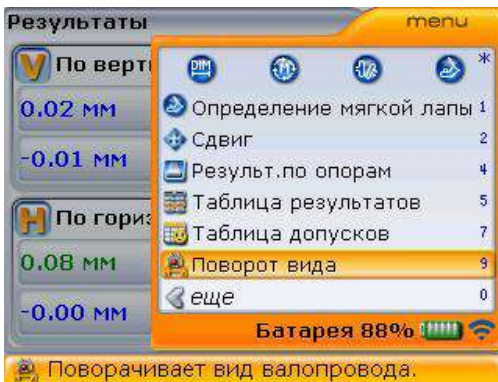 Результаты
menu
По верти
DIM
*
0.02 мм
Определение мягкой лапы 1
Сдвиг 2
-0.01 мм
Результ.по опорам 4
Таблица результатов 5
По гориз
Таблица допусков 7
0.08 мм
Поворот вида 9
еще 0
-0.00 мм
Батарея 88%
Поворачивает вид валопровода.